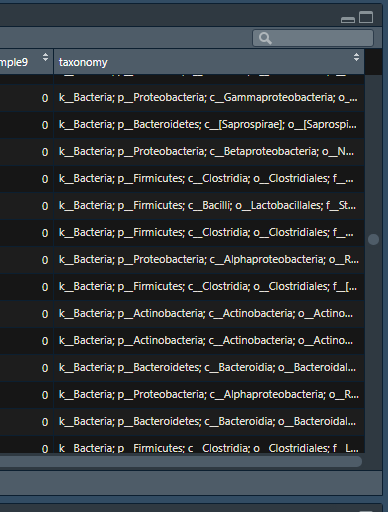 mple9 taxonomy
0 k__Bacteria; p__Proteobacteria; c__Gammaproteobacteria; o_...
0 k__Bacteria; p__Bacteroidetes; c__[Saprospirae]; o__[Saprospi...
0 k__Bacteria; p__Proteobacteria; c__Betaproteobacteria; o__N...
0 k__Bacteria; p__Firmicutes; c__Clostridia; o__Clostridiales; f__...
0 k__Bacteria; p__Firmicutes; c__Bacilli; o__Lactobacillales; f__St...
0 k__Bacteria; p__Firmicutes; c__Clostridia; o__Clostridiales; f__...
0 k__Bacteria; p__Proteobacteria; c__Alphaproteobacteria; o__R...
0 k__Bacteria; p__Firmicutes; c__Clostridia; o__Clostridiales; f__[...
0 k__Bacteria; p__Actinobacteria; c__Actinobacteria; o__Actino...
0 k__Bacteria; p__Actinobacteria; c__Actinobacteria; o__Actino...
0 k__Bacteria; p__Bacteroidetes; c__Bacteroidia; o__Bacteroidal...
0 k__Bacteria; p__Proteobacteria; c__Alphaproteobacteria; o__R...
0 k__Bacteria; p__Bacteroidetes; c__Bacteroidia; o__Bacteroidal...
0 k__Bacteria; p__Firmicutes; c__Clostridia; o__Clostridiales; f__L...